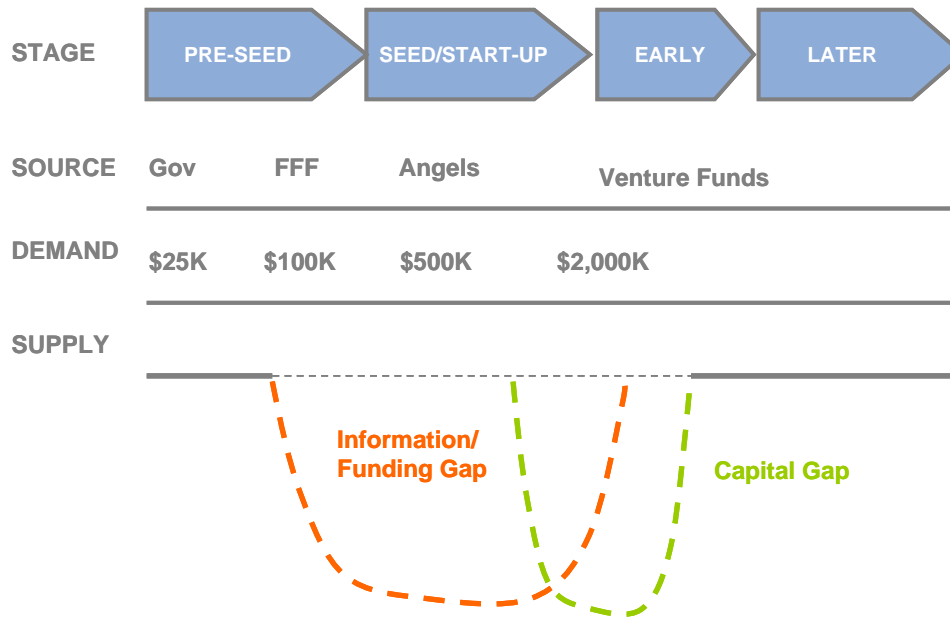 STAGE PRE-SEED SEED/START-UP EARLY LATER
SOURCE Gov FFF Angels Venture Funds
DEMAND $25K $100K $500K $2,000K
SUPPLY
Information/
Funding Gap
Capital Gap